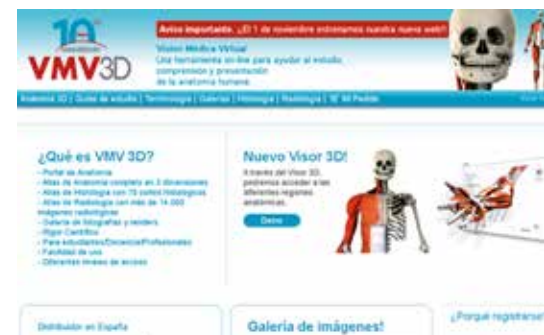 10
VMV3D
Aviso importante: ¡¡El 1 de noviembre estrenamos nuestra nueva web!!
Visión Médica Virtual
Una herramienta on-line para ayudar al estudio,
comprensión y presentación
de la anatomía humana.
Anatomía 3D | Guías de estudio | Terminología | Galerías | Histología | Radiología | Mi Pedido
¿Qué es VMV 3D?
- Portal de Anatomía
- Atlas de Anatomía completo en 3 dimensiones
- Atlas de Histología con 70 cortes histológicos
- Atlas de Radiología con más de 14.000
imágenes radiológicas
- Galería de fotografías y renders
- Rigor Científico
- Para estudiantes/Docencia/Profesionales
- Facilidad de uso
- Diferentes niveles de acceso
Nuevo Visor 3D!
A través del Visor 3D,
podremos acceder a las
diferentes regiones
anatómicas.
Demo
Distribuidor en España
Galería de imágenes!
¿Porqué registrarse?